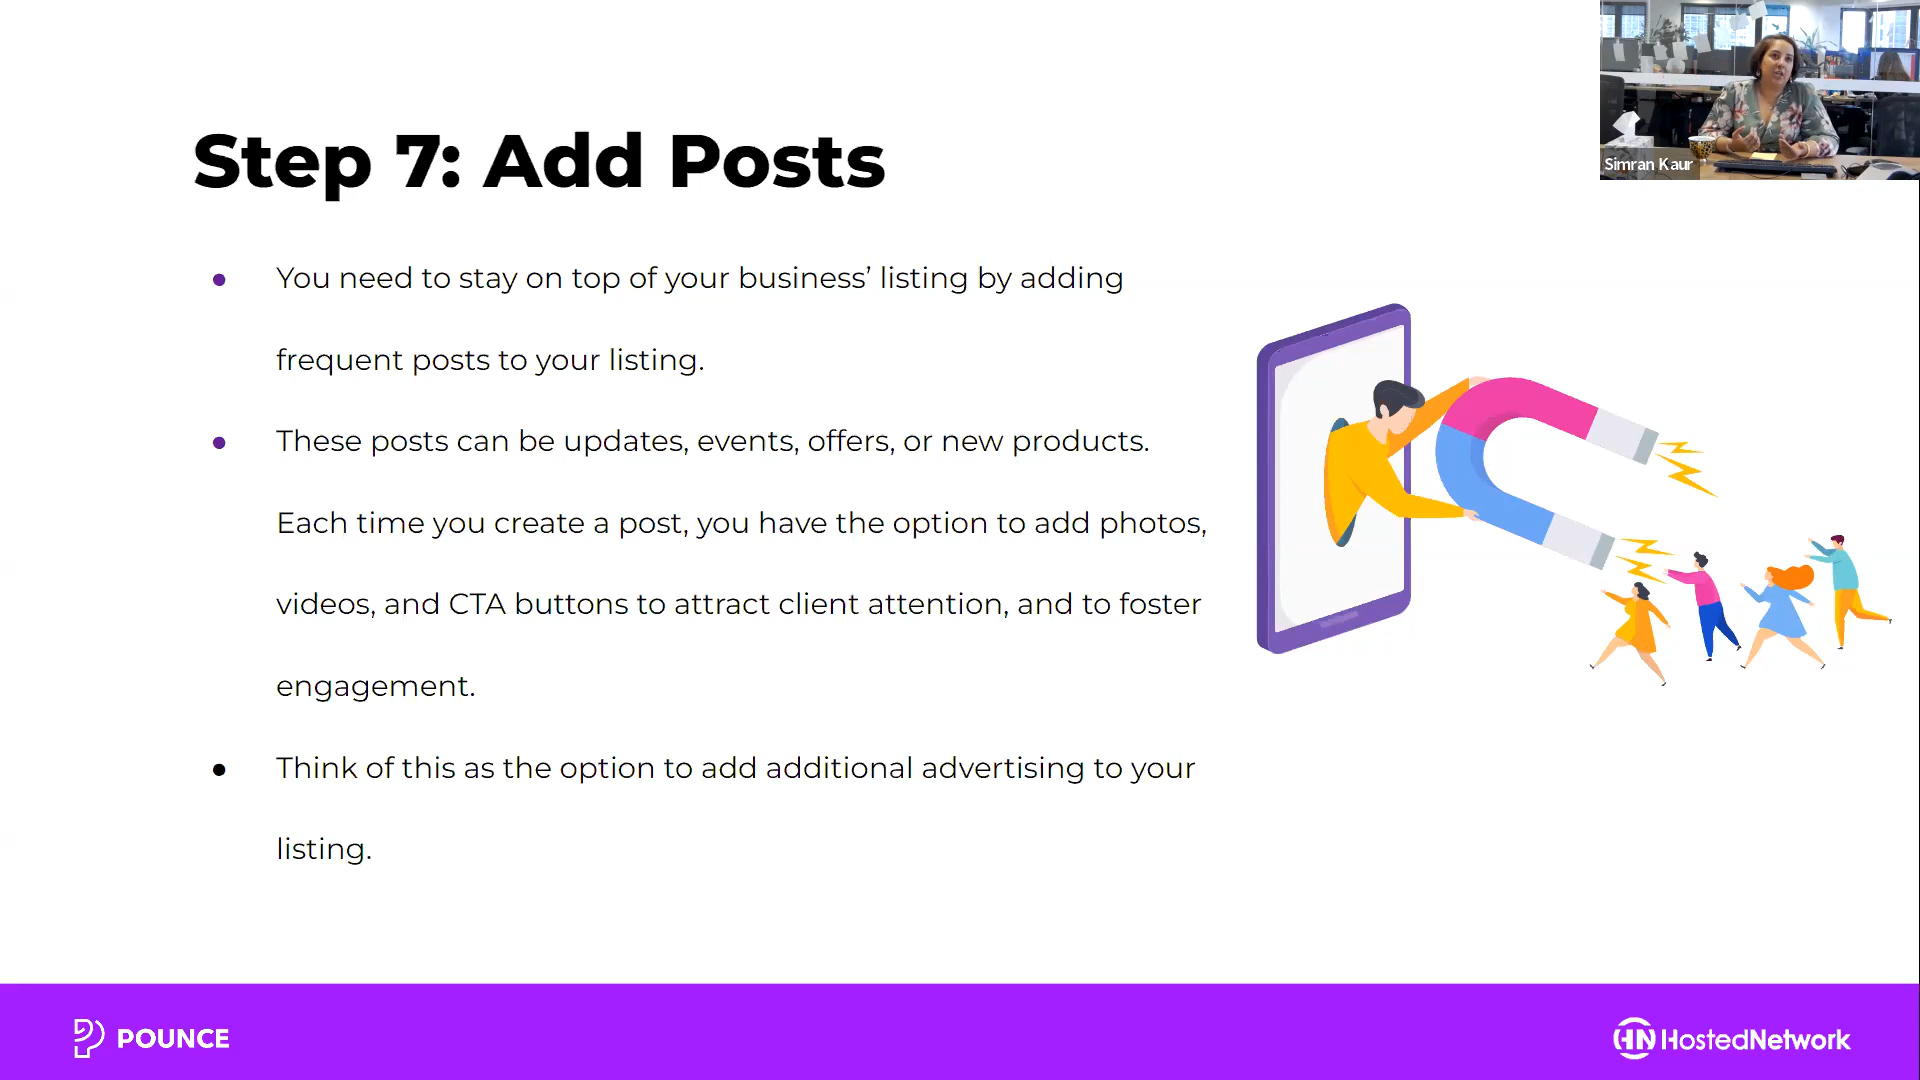 Simran Kaur
Step 7: Add Posts
● You need to stay on top of your business’ listing by adding
frequent posts to your listing.
● These posts can be updates, events, offers, or new products.
Each time you create a post, you have the option to add photos,
videos, and CTA buttons to attract client attention, and to foster
engagement.
● Think of this as the option to add additional advertising to your
listing.
POUNCE
HN HostedNetwork